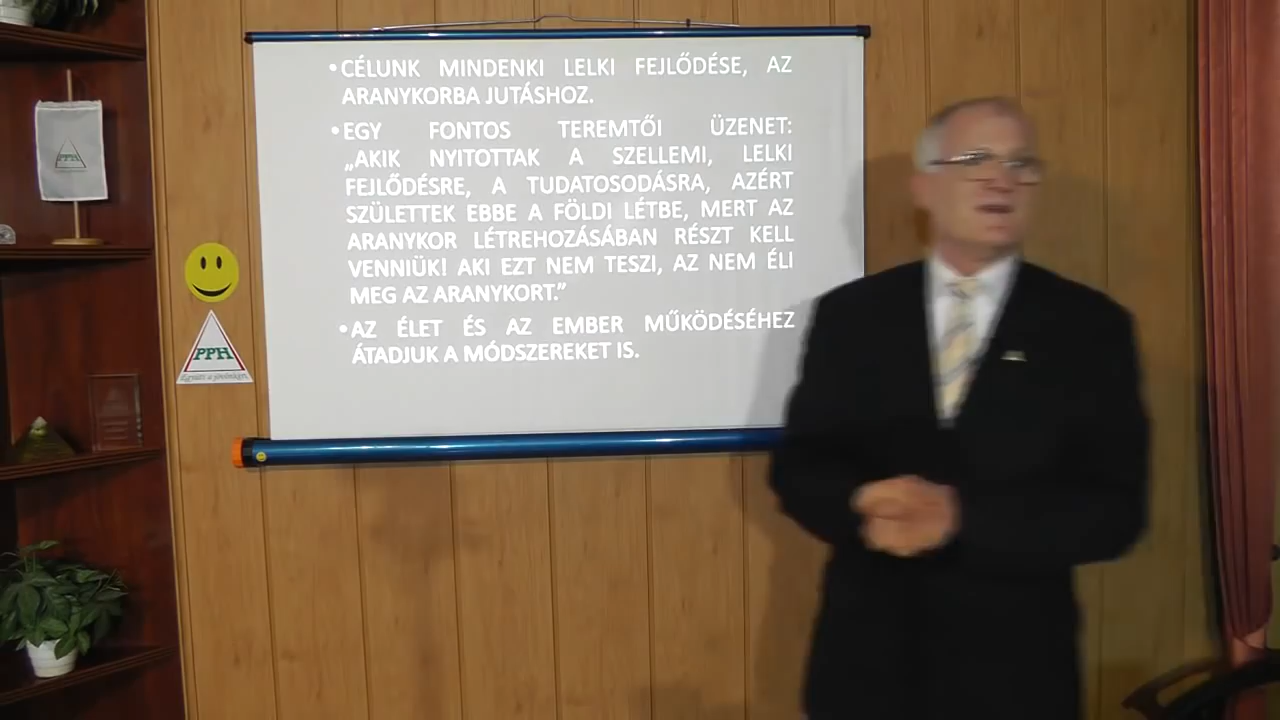 •CÉLUNK MINDENKI LELKI FEJLŐDÉSE, AZ
ARANYKORBA JUTÁSHOZ.
•EGY FONTOS TEREMTŐI ÜZENET:
„AKIK NYITOTTAK A SZELLEMI, LELKI
FEJLŐDÉSRE, A TUDATOSODÁSRA, AZÉRT
SZÜLETTEK EBBE A FÖLDI LÉTBE, MERT AZ
ARANYKOR LÉTREHOZÁSÁBAN RÉSZT KELL
VENNIÜK! AKI EZT NEM TESZI, AZ NEM ÉLI
MEG AZ ARANYKORT.”
•AZ ÉLET ÉS AZ EMBER MŰKÖDÉSÉHEZ
ÁTADJUK A MÓDSZEREKET IS.
PPH
PPH
Együtt a jövőnkért